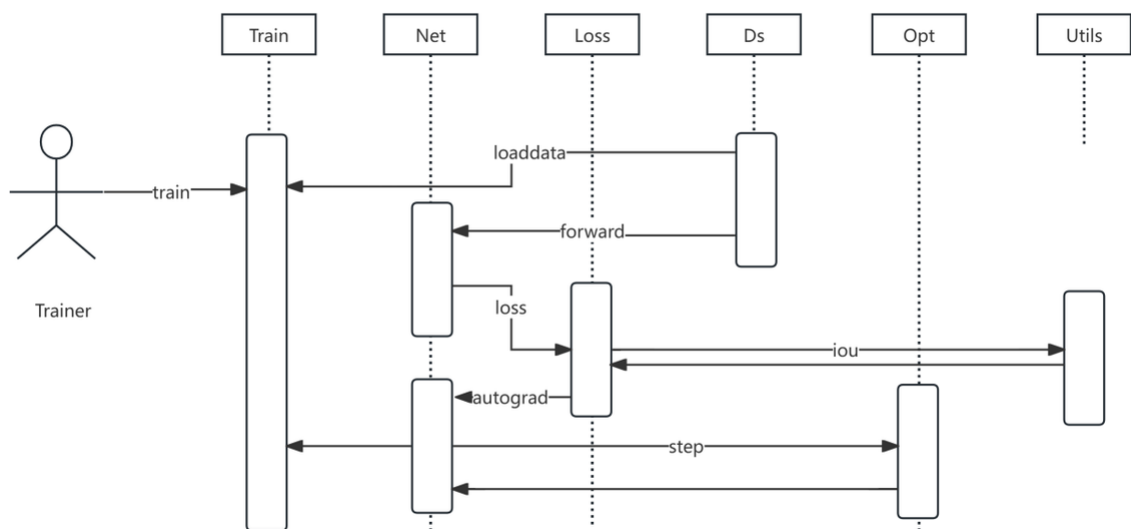 Train
Net
Loss
Ds
Opt
Utils
loaddata
train
forward
Trainer
loss
iou
autograd
step